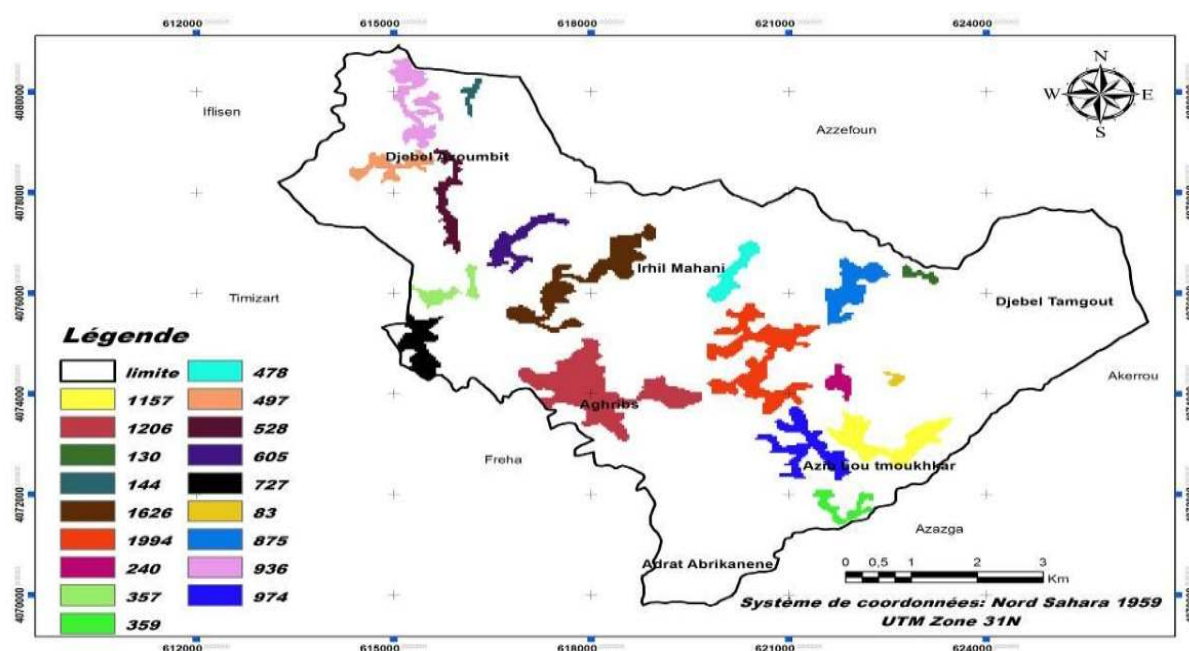 612000 615000 618000 621000 624000
N
4080000
W E
Iflisen
S
Azzefoun
Djebel Azoumbit
4078000
Irhil Mahani
4076000
Timizart
Djebel Tamgout
Légende
limite 478
Akerrou
1157 497
4074000
1206 528
Aghribs
130 605
Freha
144 727
Azib bou tmoukhkar
1626 83
4072000
1994 875
Azazga
240 936
Adrat Abrikanene
0 0,5 1 2 3
Km
357 974
4070000
359
Système de coordonnées: Nord Sahara 1959
UTM Zone 31N
612000 615000 618000 621000 624000